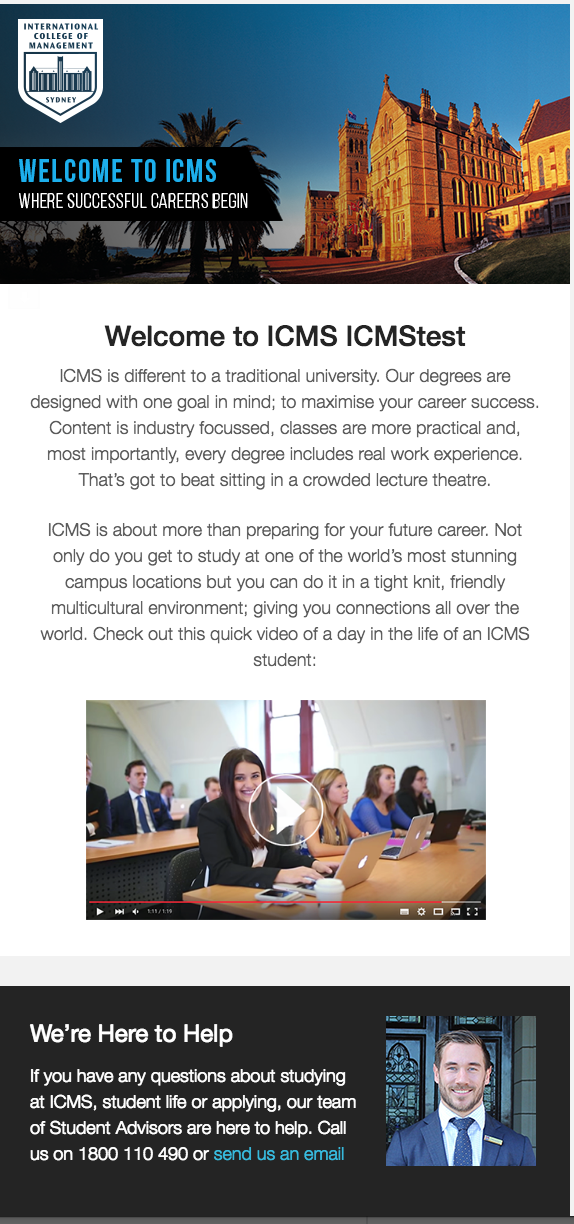 INTERNATIONAL
COLLEGE OF
MANAGEMENT
SYDNEY
WELCOME TO ICMS
WHERE SUCCESSFUL CAREERS BEGIN
Welcome to ICMS ICMStest
ICMS is different to a traditional university. Our degrees are
designed with one goal in mind; to maximise your career success.
Content is industry focussed, classes are more practical and,
most importantly, every degree includes real work experience.
That's got to beat sitting in a crowded lecture theatre.
ICMS is about more than preparing for your future career. Not
only do you get to study at one of the world's most stunning
campus locations but you can do it in a tight knit, friendly
multicultural environment; giving you connections all over the
world. Check out this quick video of a day in the life of an ICMS
student:
1:11 / 1:19
We're Here to Help
If you have any questions about studying
at ICMS, student life or applying, our team
of Student Advisors are here to help. Call
us on 1800 110 490 or send us an email